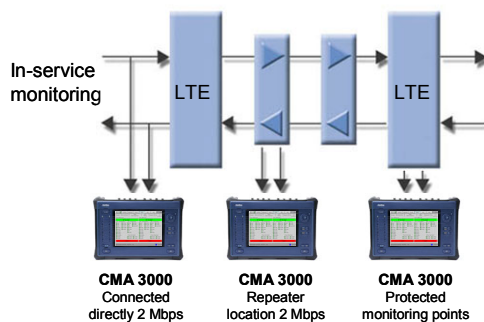 In-service
monitoring
LTE
LTE
CMA 3000
Connected
directly 2 Mbps
CMA 3000
Repeater
location 2 Mbps
CMA 3000
Protected
monitoring points